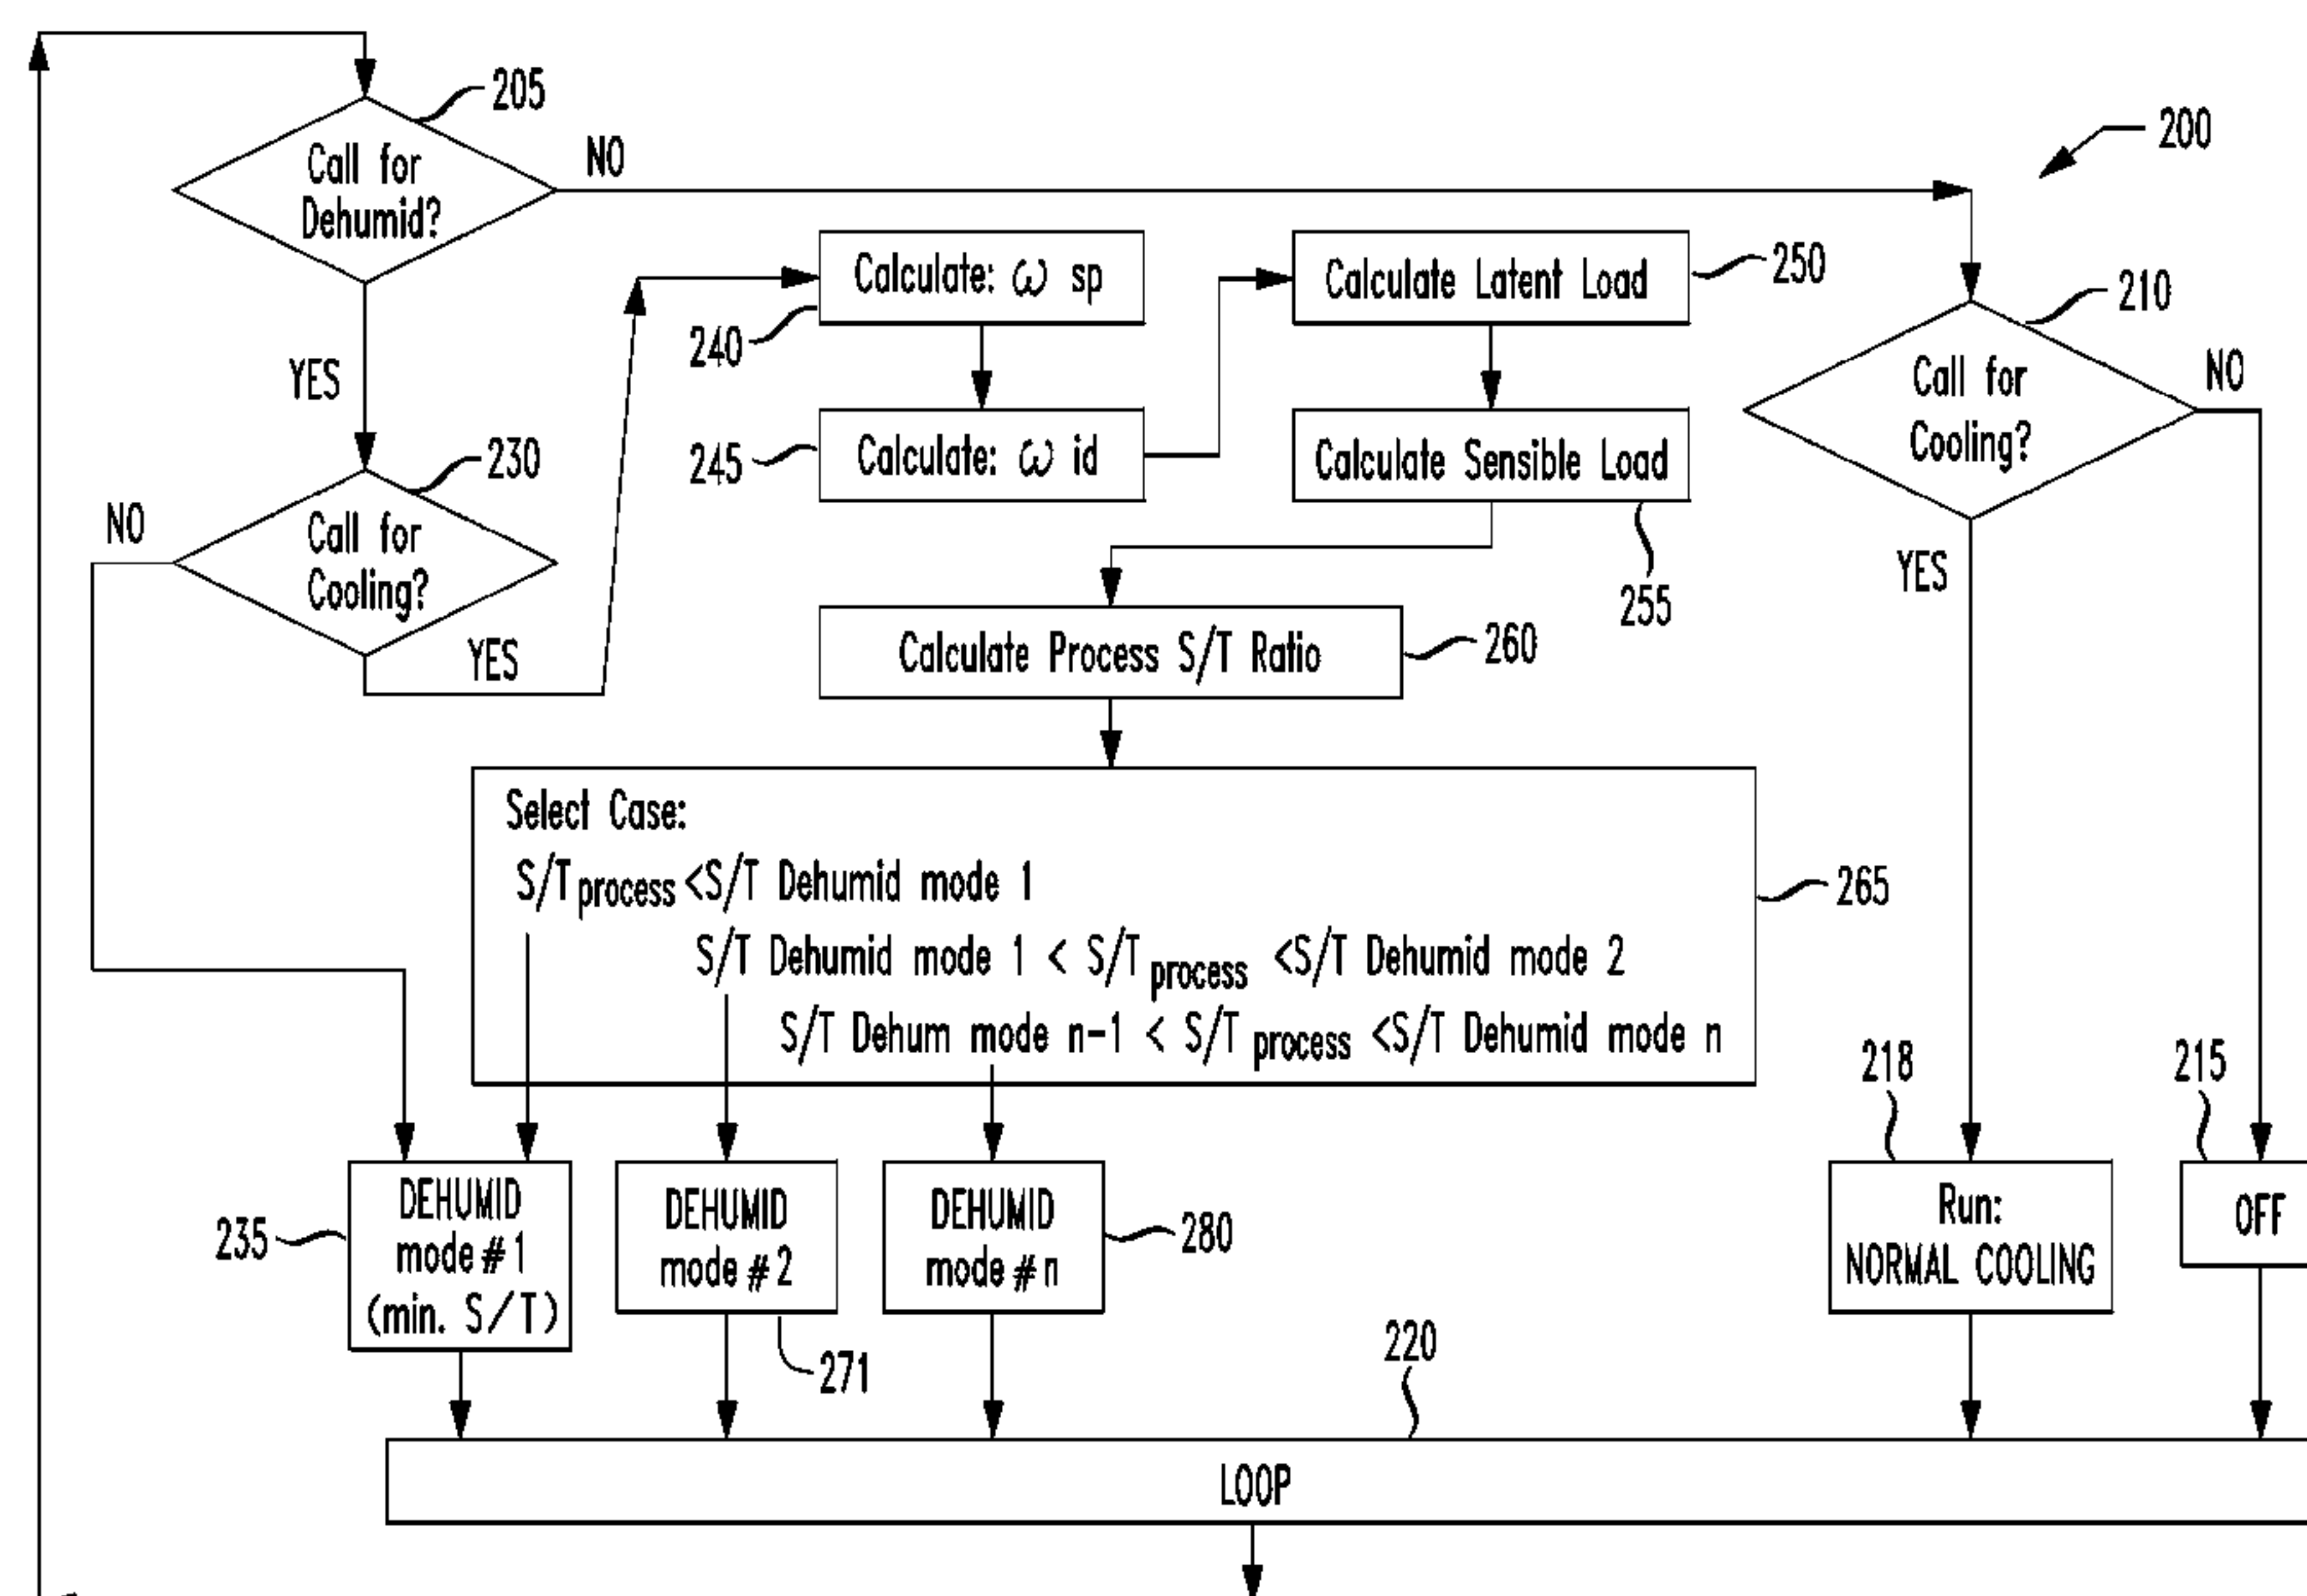 205
Call for
Dehumid?
NO
200
YES
Calculate: ω sp
240
Calculate Latent Load
250
210
Call for
Cooling?
NO
YES
230
Call for
Cooling?
NO
YES
245
Calculate: ω id
Calculate Sensible Load
255
Calculate Process S/T Ratio
260
Select Case:
S/Tprocess <S/T Dehumid mode 1
S/T Dehumid mode 1 < S/T process <S/T Dehumid mode 2
S/T Dehum mode n-1 < S/T process <S/T Dehumid mode n
265
218
215
235
DEHUMID
mode #1
(min. S/T)
DEHUMID
mode #2
271
DEHUMID
mode #n
280
Run:
NORMAL COOLING
OFF
220
LOOP